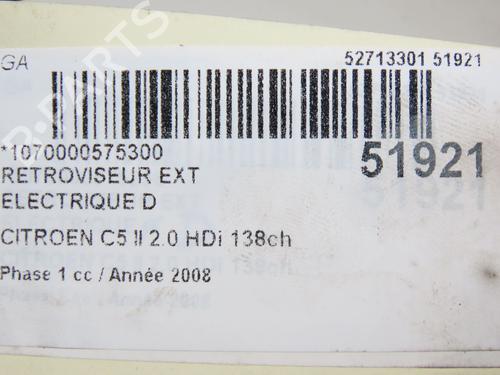 GA
52713301 51921
*1070000575300
51921
RETROVISEUR EXT
ELECTRIQUE D
CITROEN C5 II 2.0 HDi 138ch
Phase 1 cc / Année 2008